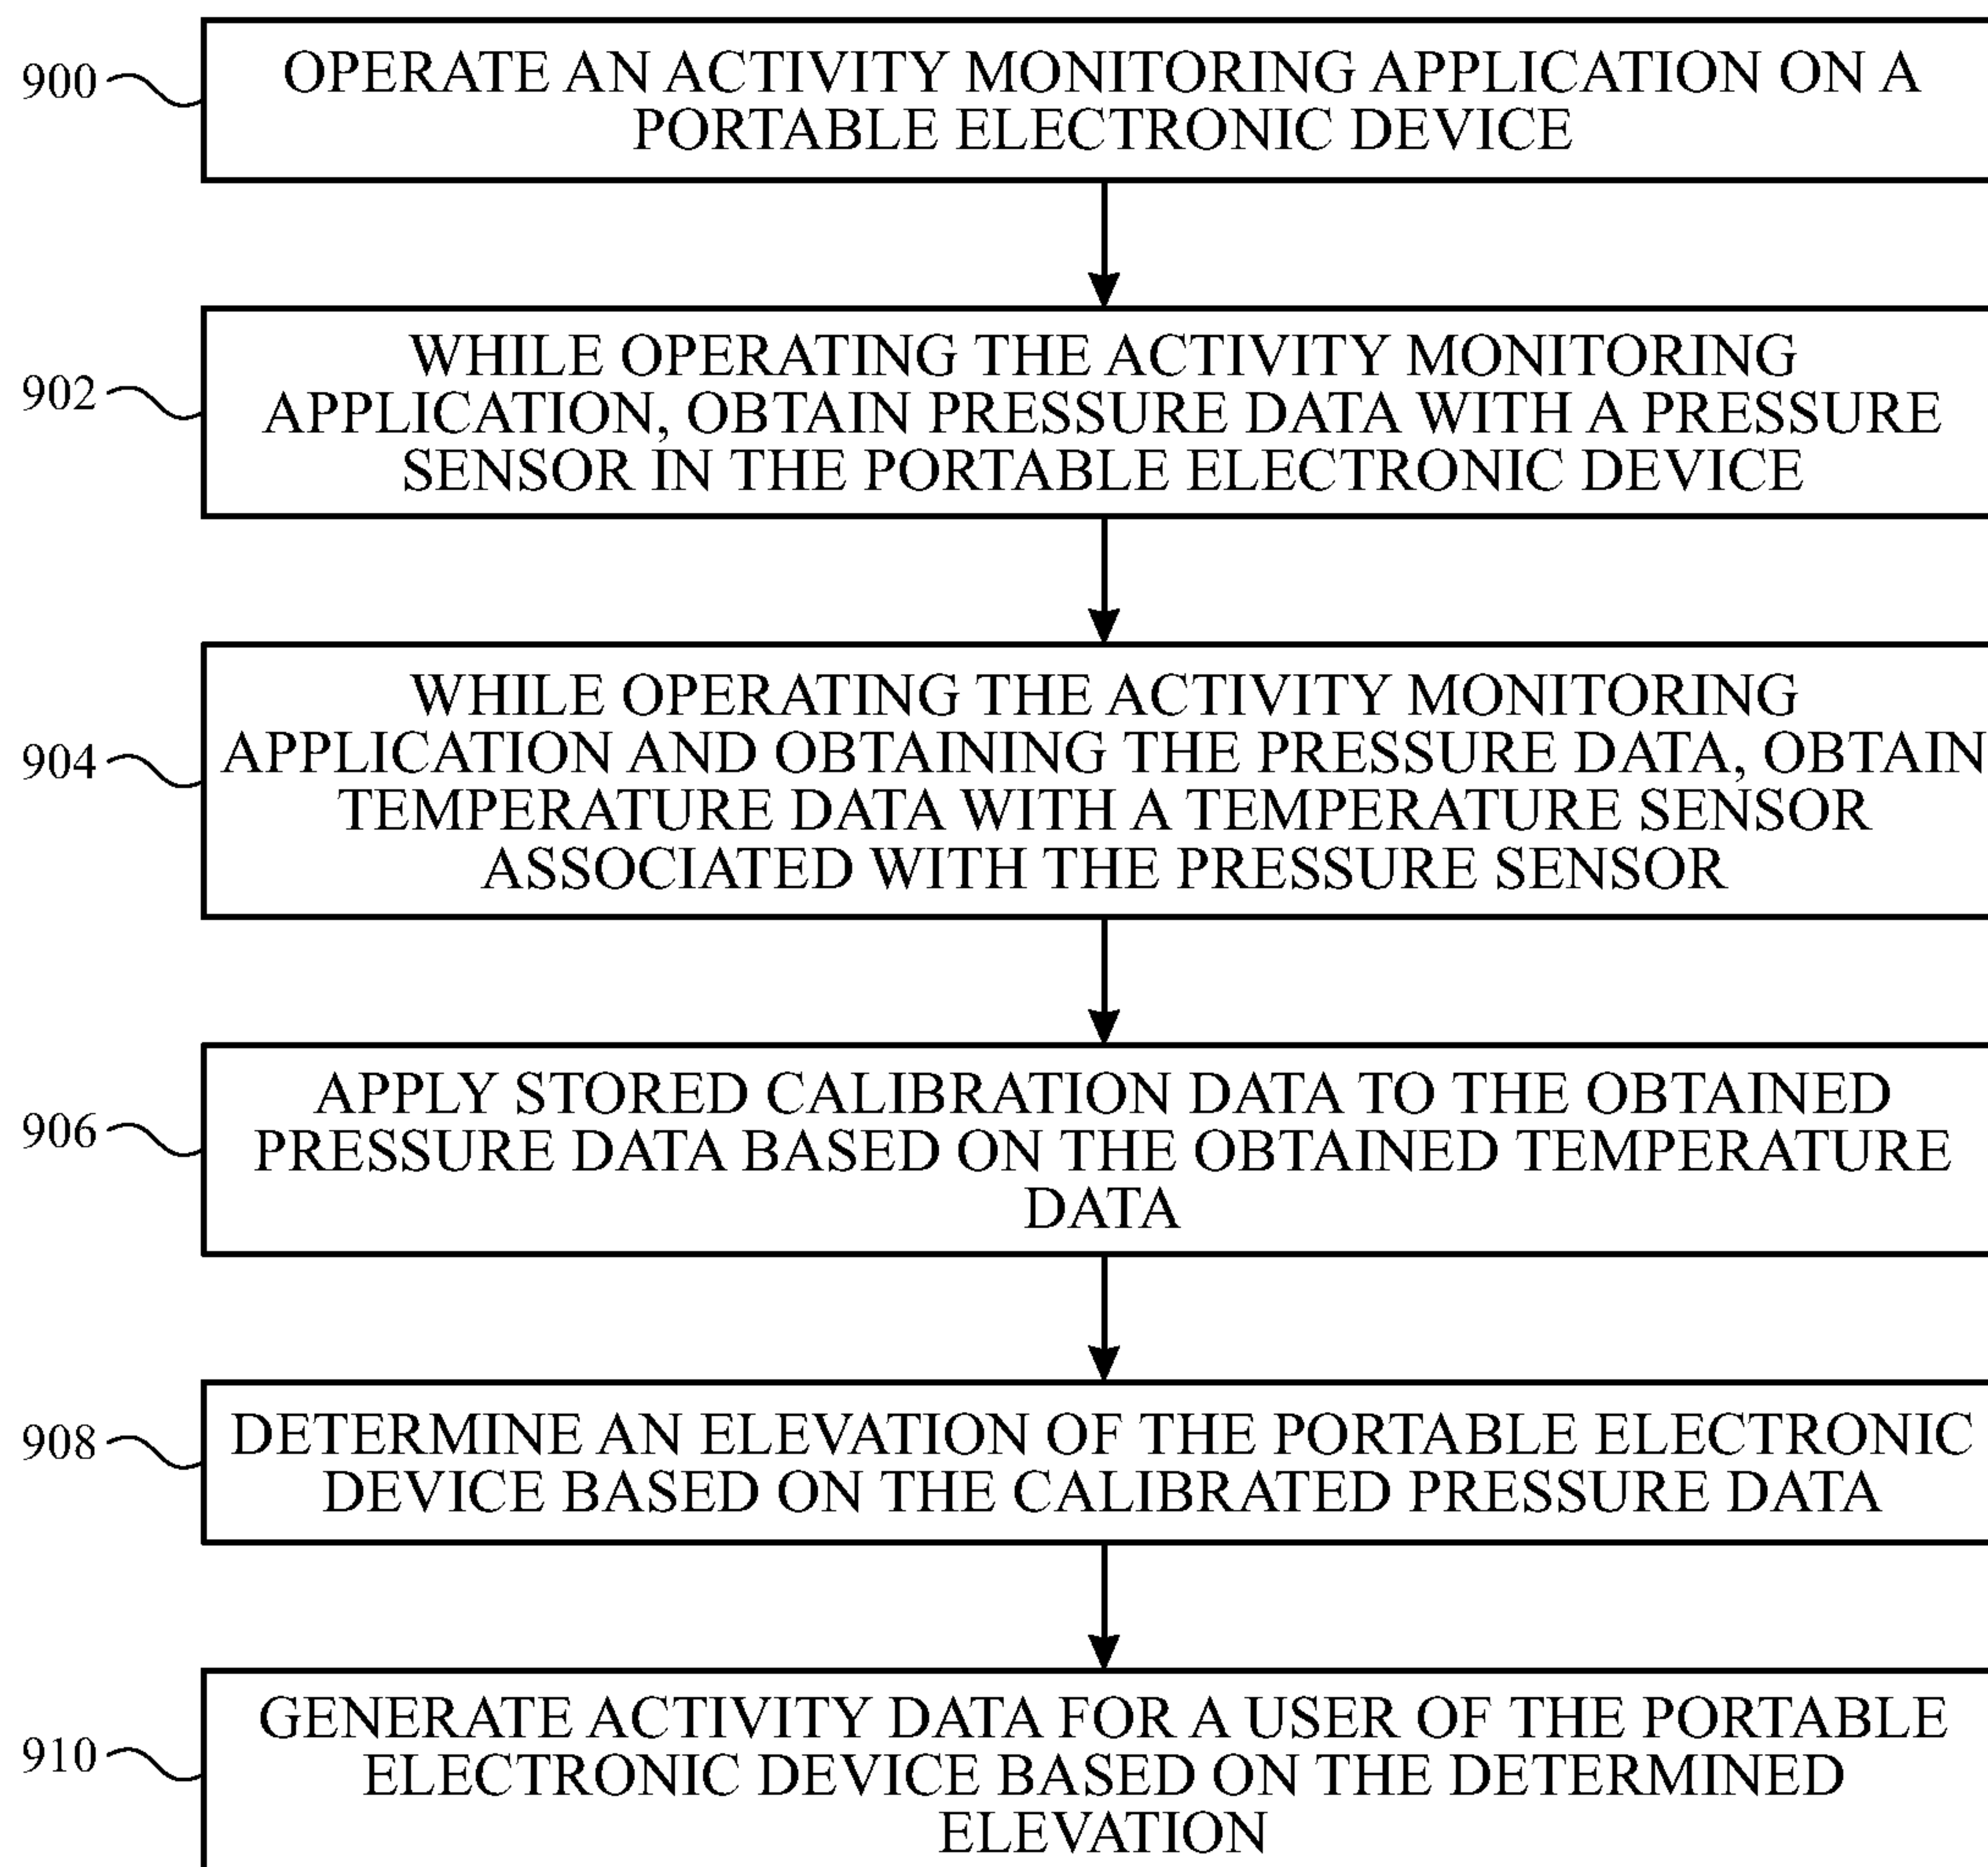 900
OPERATE AN ACTIVITY MONITORING APPLICATION ON A
PORTABLE ELECTRONIC DEVICE
902
WHILE OPERATING THE ACTIVITY MONITORING
APPLICATION, OBTAIN PRESSURE DATA WITH A PRESSURE
SENSOR IN THE PORTABLE ELECTRONIC DEVICE
904
WHILE OPERATING THE ACTIVITY MONITORING
APPLICATION AND OBTAINING THE PRESSURE DATA, OBTAIN
TEMPERATURE DATA WITH A TEMPERATURE SENSOR
ASSOCIATED WITH THE PRESSURE SENSOR
906
APPLY STORED CALIBRATION DATA TO THE OBTAINED
PRESSURE DATA BASED ON THE OBTAINED TEMPERATURE
DATA
908
DETERMINE AN ELEVATION OF THE PORTABLE ELECTRONIC
DEVICE BASED ON THE CALIBRATED PRESSURE DATA
910
GENERATE ACTIVITY DATA FOR A USER OF THE PORTABLE
ELECTRONIC DEVICE BASED ON THE DETERMINED
ELEVATION